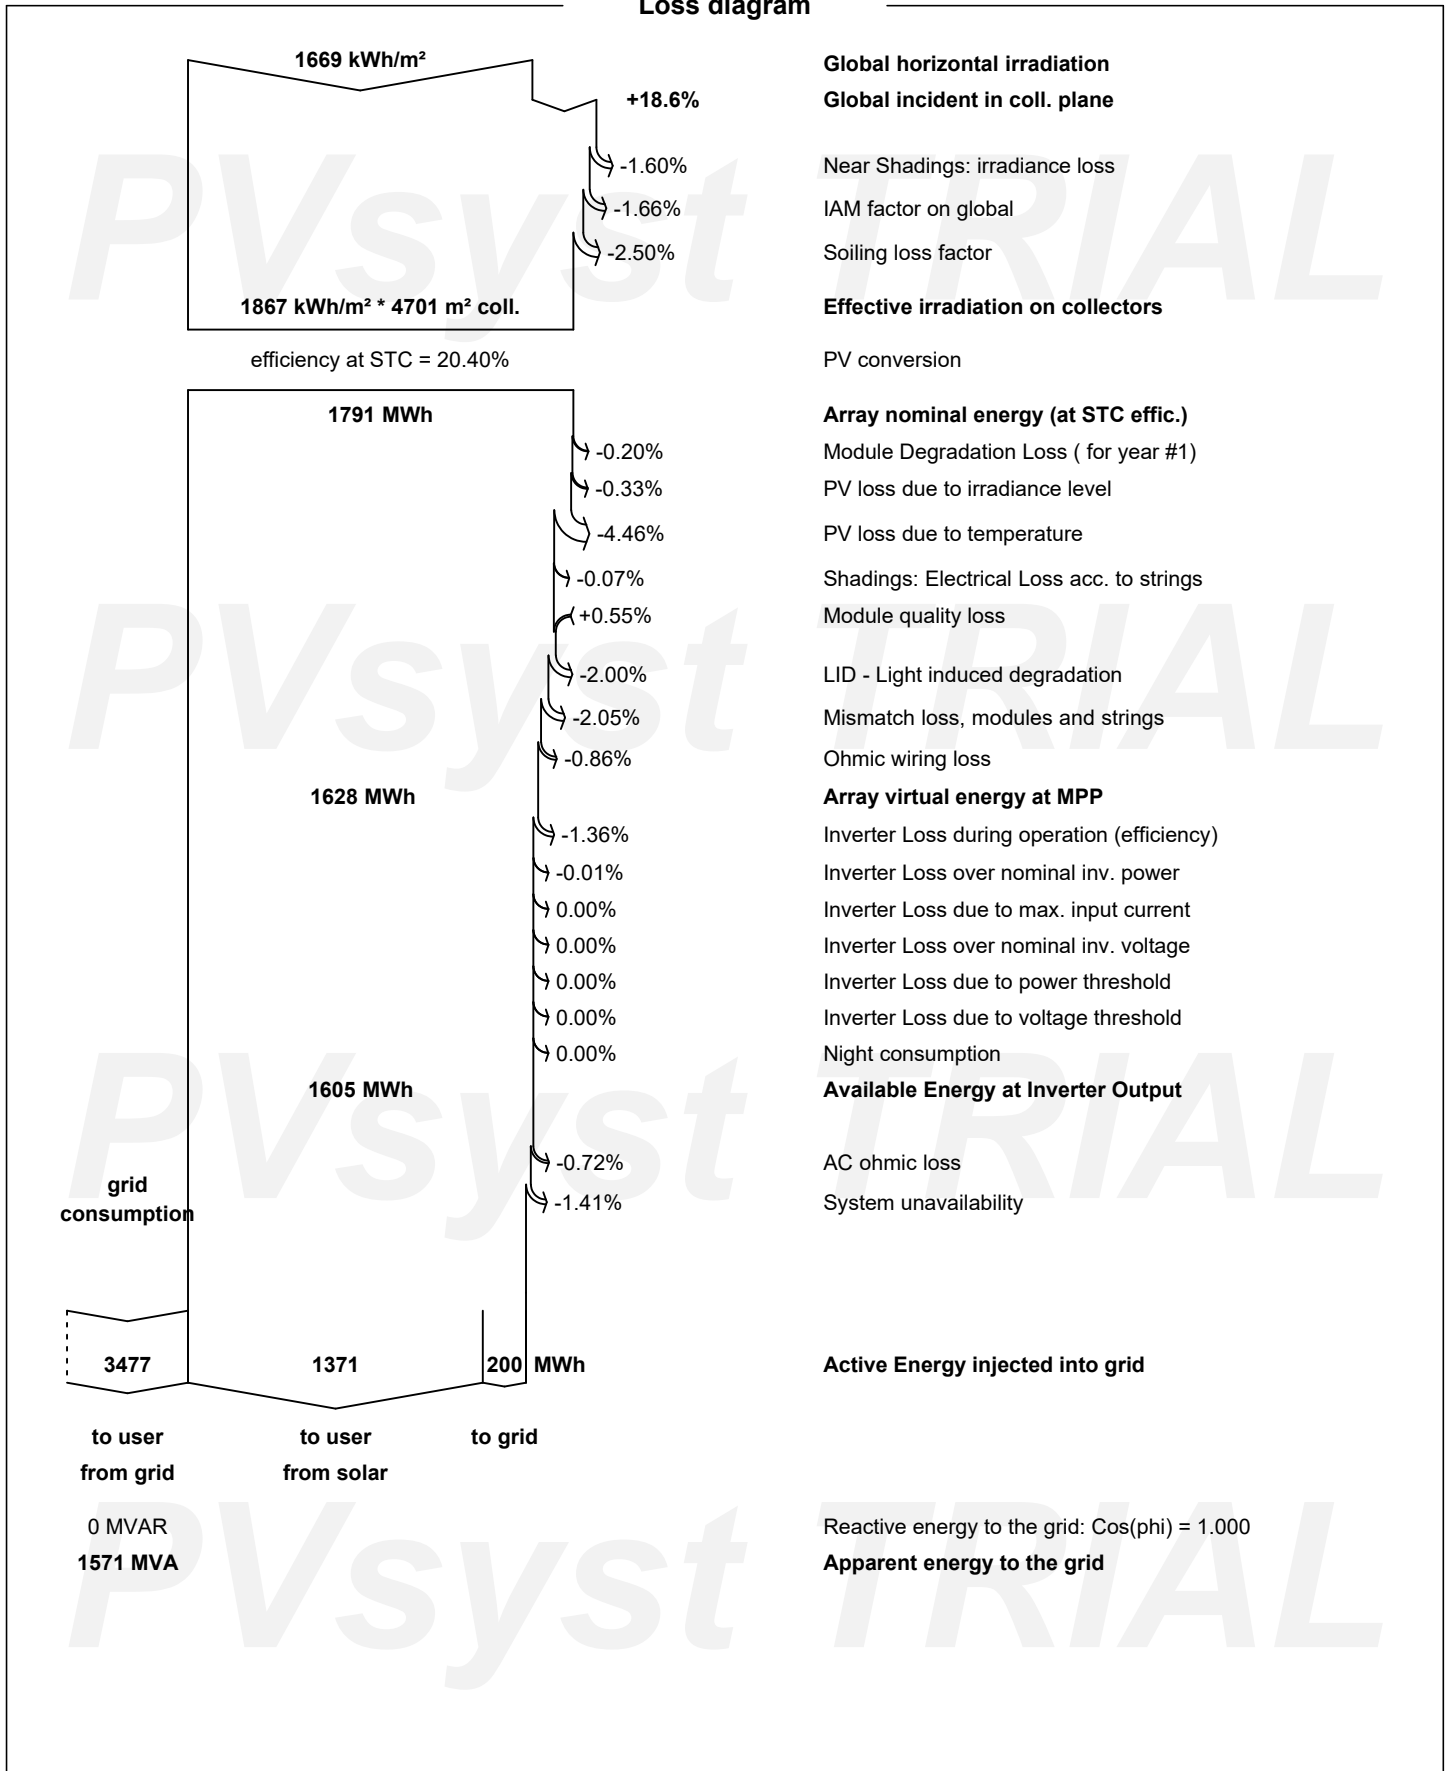 Loss diagram
1669 kWh/m² Global horizontal irradiation
+18.6% Global incident in coll. plane
-1.60% Near Shadings: irradiance loss
-1.66% IAM factor on global
-2.50% Soiling loss factor
PVsyst TRIAL
1867 kWh/m² * 4701 m² coll. Effective irradiation on collectors
efficiency at STC = 20.40% PV conversion
1791 MWh Array nominal energy (at STC effic.)
-0.20% Module Degradation Loss ( for year #1)
-0.33% PV loss due to irradiance level
-4.46% PV loss due to temperature
-0.07% Shadings: Electrical Loss acc. to strings
+0.55% Module quality loss
-2.00% LID - Light induced degradation
PVsyst TRIAL
-2.05% Mismatch loss, modules and strings
-0.86% Ohmic wiring loss
1628 MWh Array virtual energy at MPP
-1.36% Inverter Loss during operation (efficiency)
-0.01% Inverter Loss over nominal inv. power
0.00% Inverter Loss due to max. input current
0.00% Inverter Loss over nominal inv. voltage
0.00% Inverter Loss due to power threshold
0.00% Inverter Loss due to voltage threshold
0.00% Night consumption
1605 MWh Available Energy at Inverter Output
PVsyst TRIAL
-0.72% AC ohmic loss
grid
-1.41% System unavailability
consumption
3477 1371 200 MWh Active Energy injected into grid
to user to user to grid
from grid from solar
0 MVAR Reactive energy to the grid: Cos(phi) = 1.000
1571 MVA Apparent energy to the grid
PVsyst TRIAL